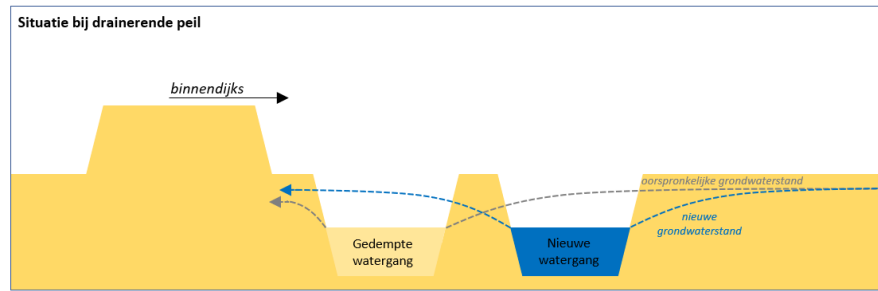 Situatie bij drainerende peil
binnendijks
oorspronkelijke grondwaterstand
nieuwe
grondwaterstand
Gedempte
watergang
Nieuwe
watergang